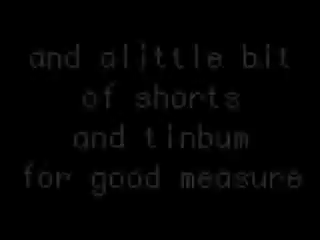 and alittle bit
of shorts
and tinbum
for good measure